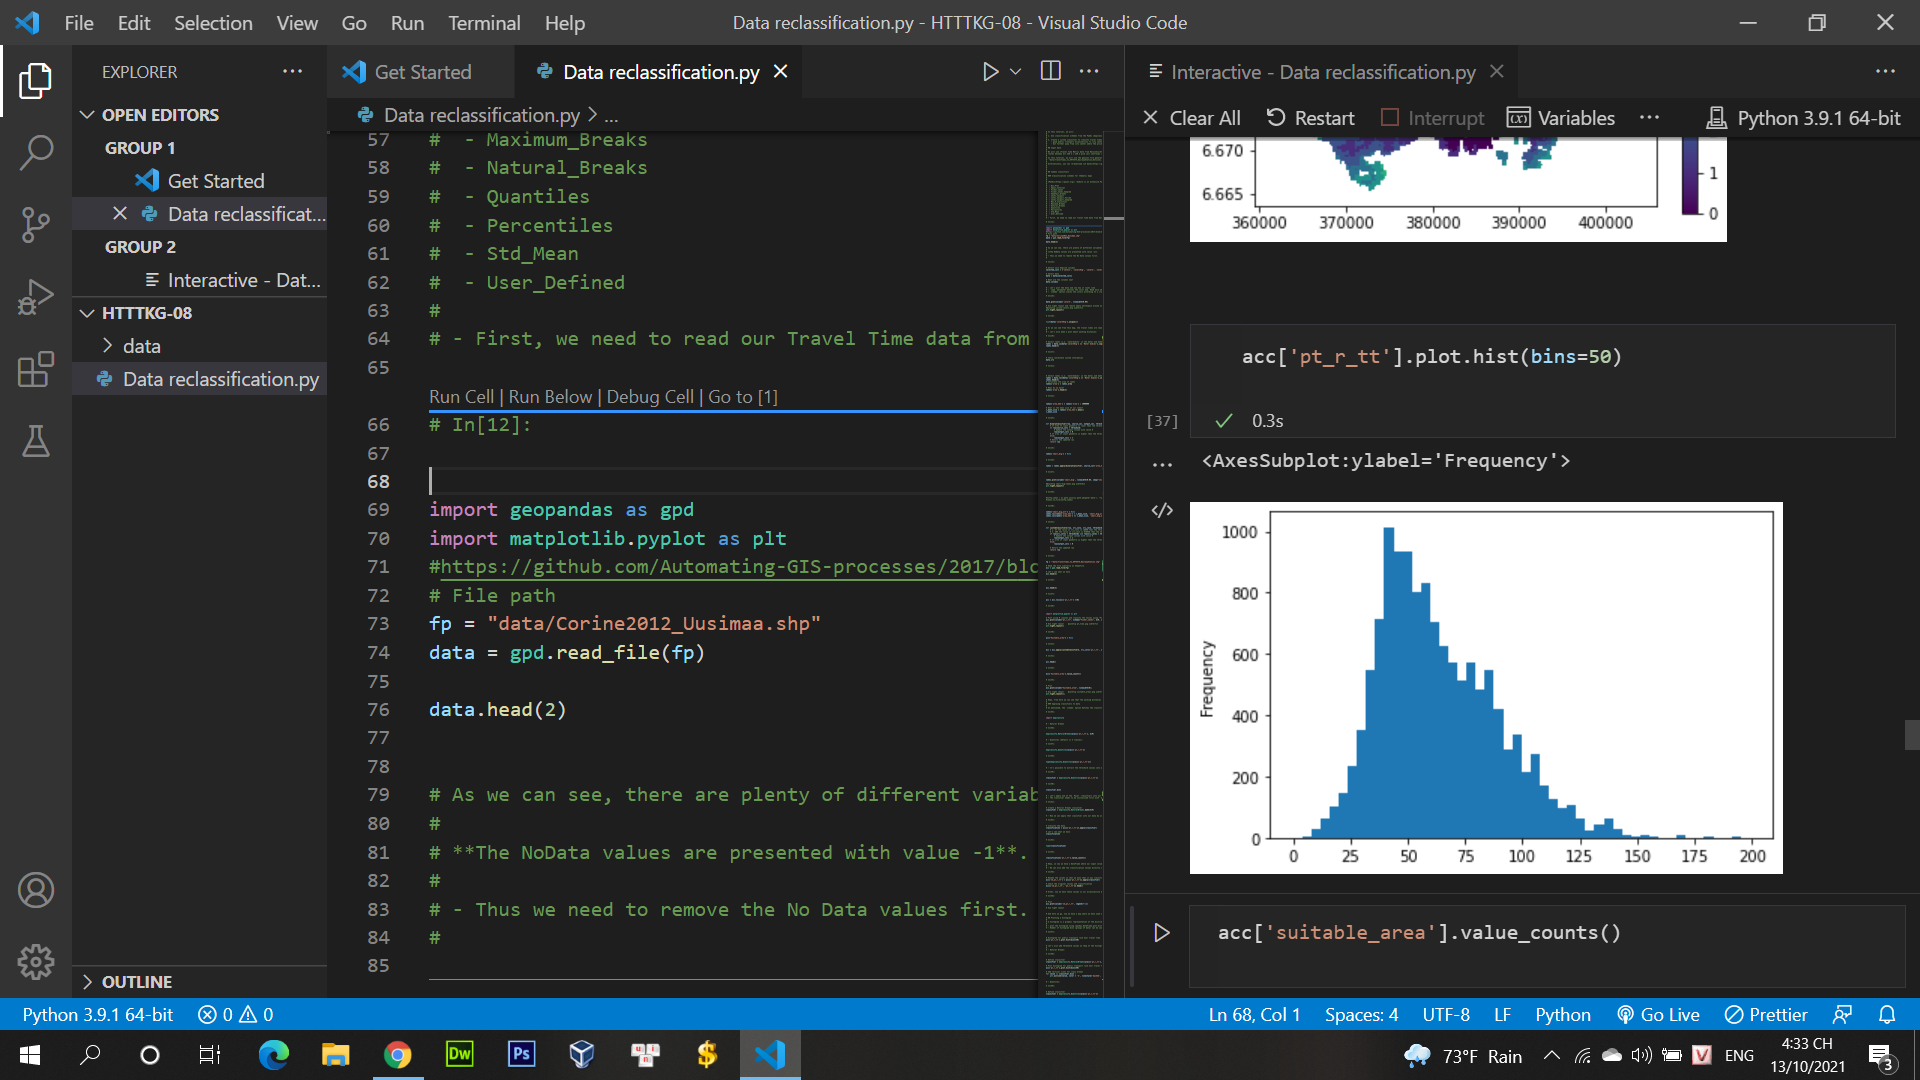 File Edit Selection View Go Run Terminal Help
Data reclassification.py - HTTTKG-08 - Visual Studio Code
EXPLORER
OPEN EDITORS
GROUP 1
Get Started
Data reclassificat...
GROUP 2
Interactive - Dat...
HTTTKG-08
data
Data reclassification.py
OUTLINE
Get Started
Data reclassification.py
Data reclassification.py > ...
57 #  - Maximum_Breaks
58 #  - Natural_Breaks
59 #  - Quantiles
60 #  - Percentiles
61 #  - Std_Mean
62 #  - User_Defined
63 #
64 # - First, we need to read our Travel Time data from
65
Run Cell | Run Below | Debug Cell | Go to [1]
66 # In[12]:
67
68
69 import geopandas as gpd
70 import matplotlib.pyplot as plt
71 #https://github.com/Automating-GIS-processes/2017/blo
72 # File path
73 fp = "data/Corine2012_Uusimaa.shp"
74 data = gpd.read_file(fp)
75
76 data.head(2)
77
78
79 # As we can see, there are plenty of different variab
80 #
81 # **The NoData values are presented with value -1**.
82 #
83 # - Thus we need to remove the No Data values first.
84 #
85
Interactive - Data reclassification.py
Clear All Restart Interrupt Variables ... Python 3.9.1 64-bit
6.670
6.665
360000 370000 380000 390000 400000
1
0
acc['pt_r_tt'].plot.hist(bins=50)
[37] 0.3s
<AxesSubplot:ylabel='Frequency'>
Frequency
1000
800
600
400
200
0
0 25 50 75 100 125 150 175 200
acc['suitable_area'].value_counts()
Python 3.9.1 64-bit 0 0
Ln 68, Col 1 Spaces: 4 UTF-8 LF Python Go Live Prettier
Dw Ps
73°F Rain ENG
4:33 CH
13/10/2021
3